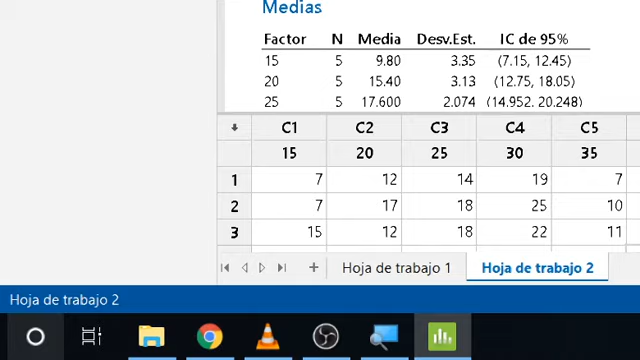 Medias
Factor N Media Desv.Est. IC de 95%
15 5 9.80 3.35 (7.15, 12.45)
20 5 15.40 3.13 (12.75, 18.05)
25 5 17.600 2.074 (14.952, 20.248)
C1 C2 C3 C4 C5
15 20 25 30 35
1 7 12 14 19 7
2 7 17 18 25 10
3 15 12 18 22 11
Hoja de trabajo 1 Hoja de trabajo 2
Hoja de trabajo 2